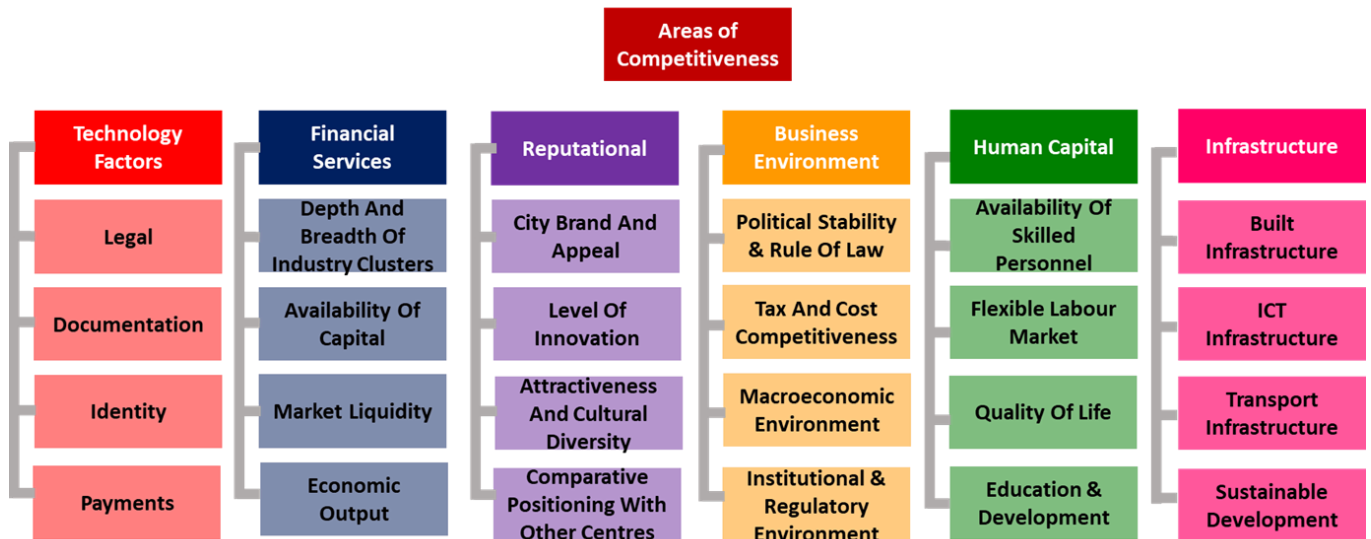 Areas of
Competitiveness
Technology
Factors
Legal
Documentation
Identity
Payments
Financial
Services
Depth And
Breadth Of
Industry Clusters
Availability Of
Capital
Market Liquidity
Economic
Output
Reputational
City Brand And
Appeal
Level Of
Innovation
Attractiveness
And Cultural
Diversity
Comparative
Positioning With
Other Centres
Business
Environment
Political Stability
& Rule Of Law
Tax And Cost
Competitiveness
Macroeconomic
Environment
Institutional &
Regulatory
Environment
Human Capital
Availability Of
Skilled
Personnel
Flexible Labour
Market
Quality Of Life
Education &
Development
Infrastructure
Built
Infrastructure
ICT
Infrastructure
Transport
Infrastructure
Sustainable
Development